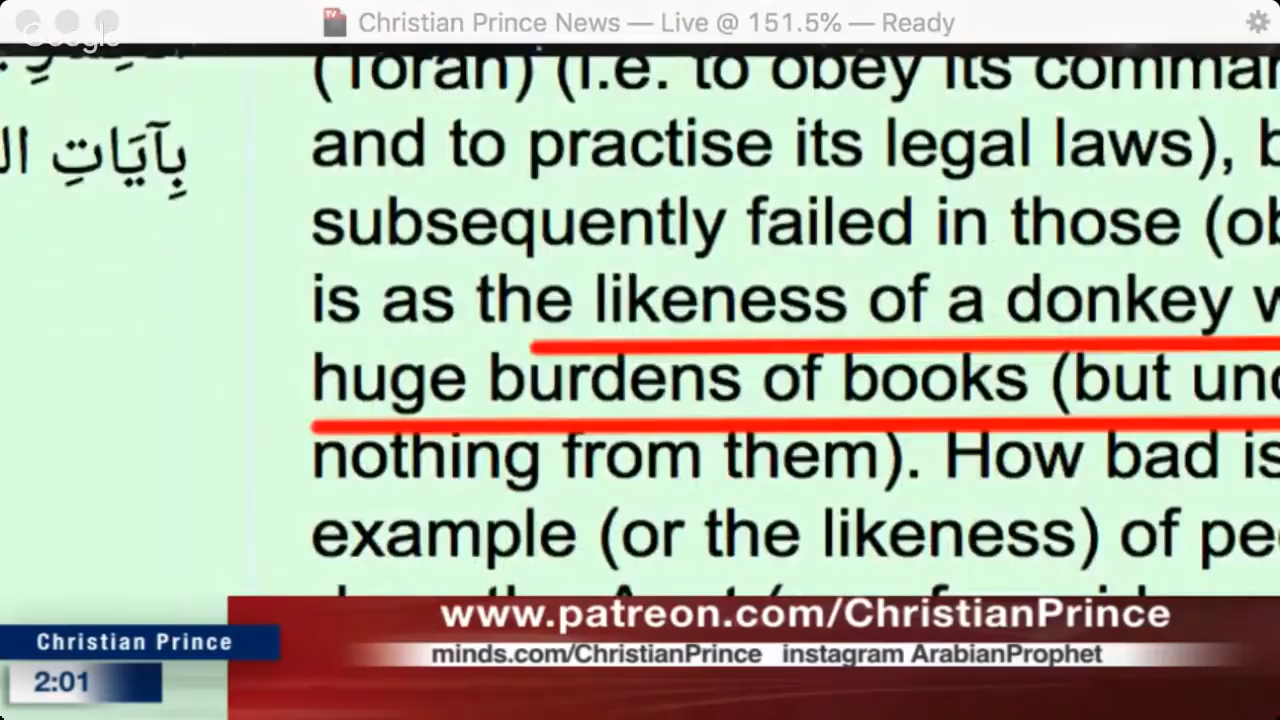 Christian Prince News — Live @ 151.5% — Ready
Google
(Torah) (i.e. to obey its comman
and to practise its legal laws), b
بِآيَاتِ ال
subsequently failed in those (ob
is as the likeness of a donkey w
huge burdens of books (but und
nothing from them). How bad is
example (or the likeness) of peo
www.patreon.com/ChristianPrince
Christian Prince
minds.com/ChristianPrince instagram ArabianProphet
2:01